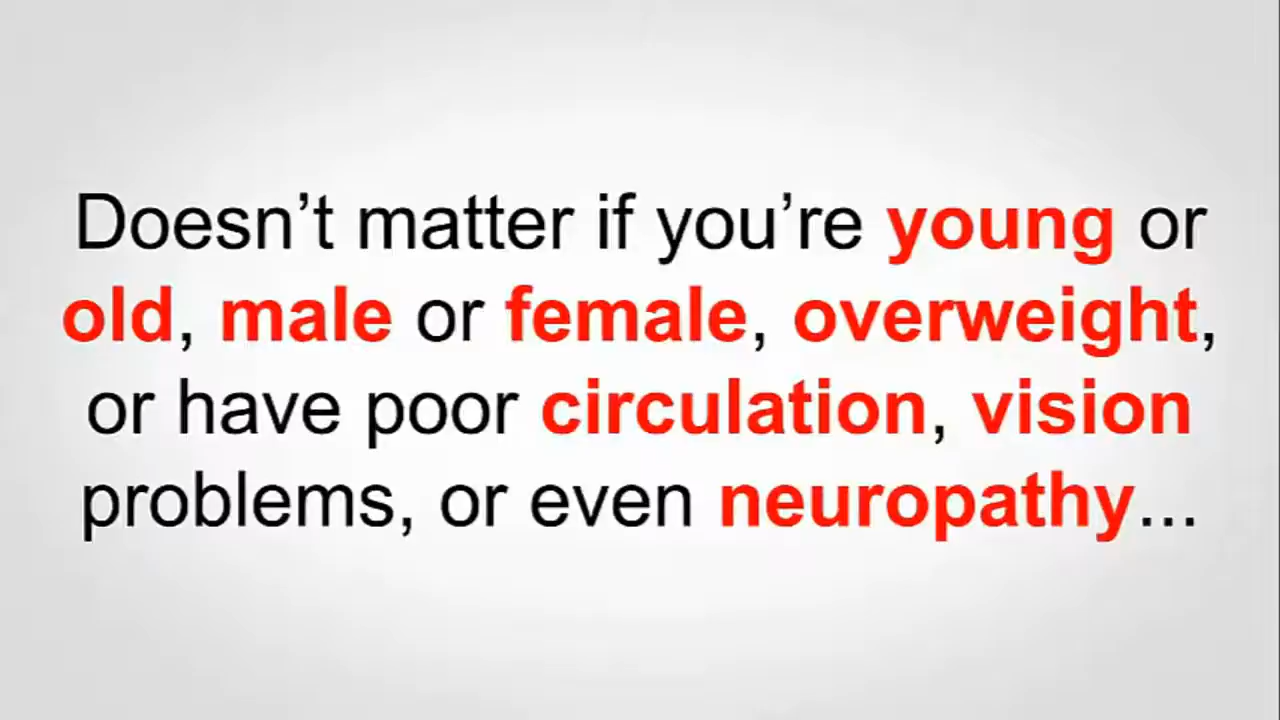 Doesn’t matter if you’re young or
old, male or female, overweight,
or have poor circulation, vision
problems, or even neuropathy...